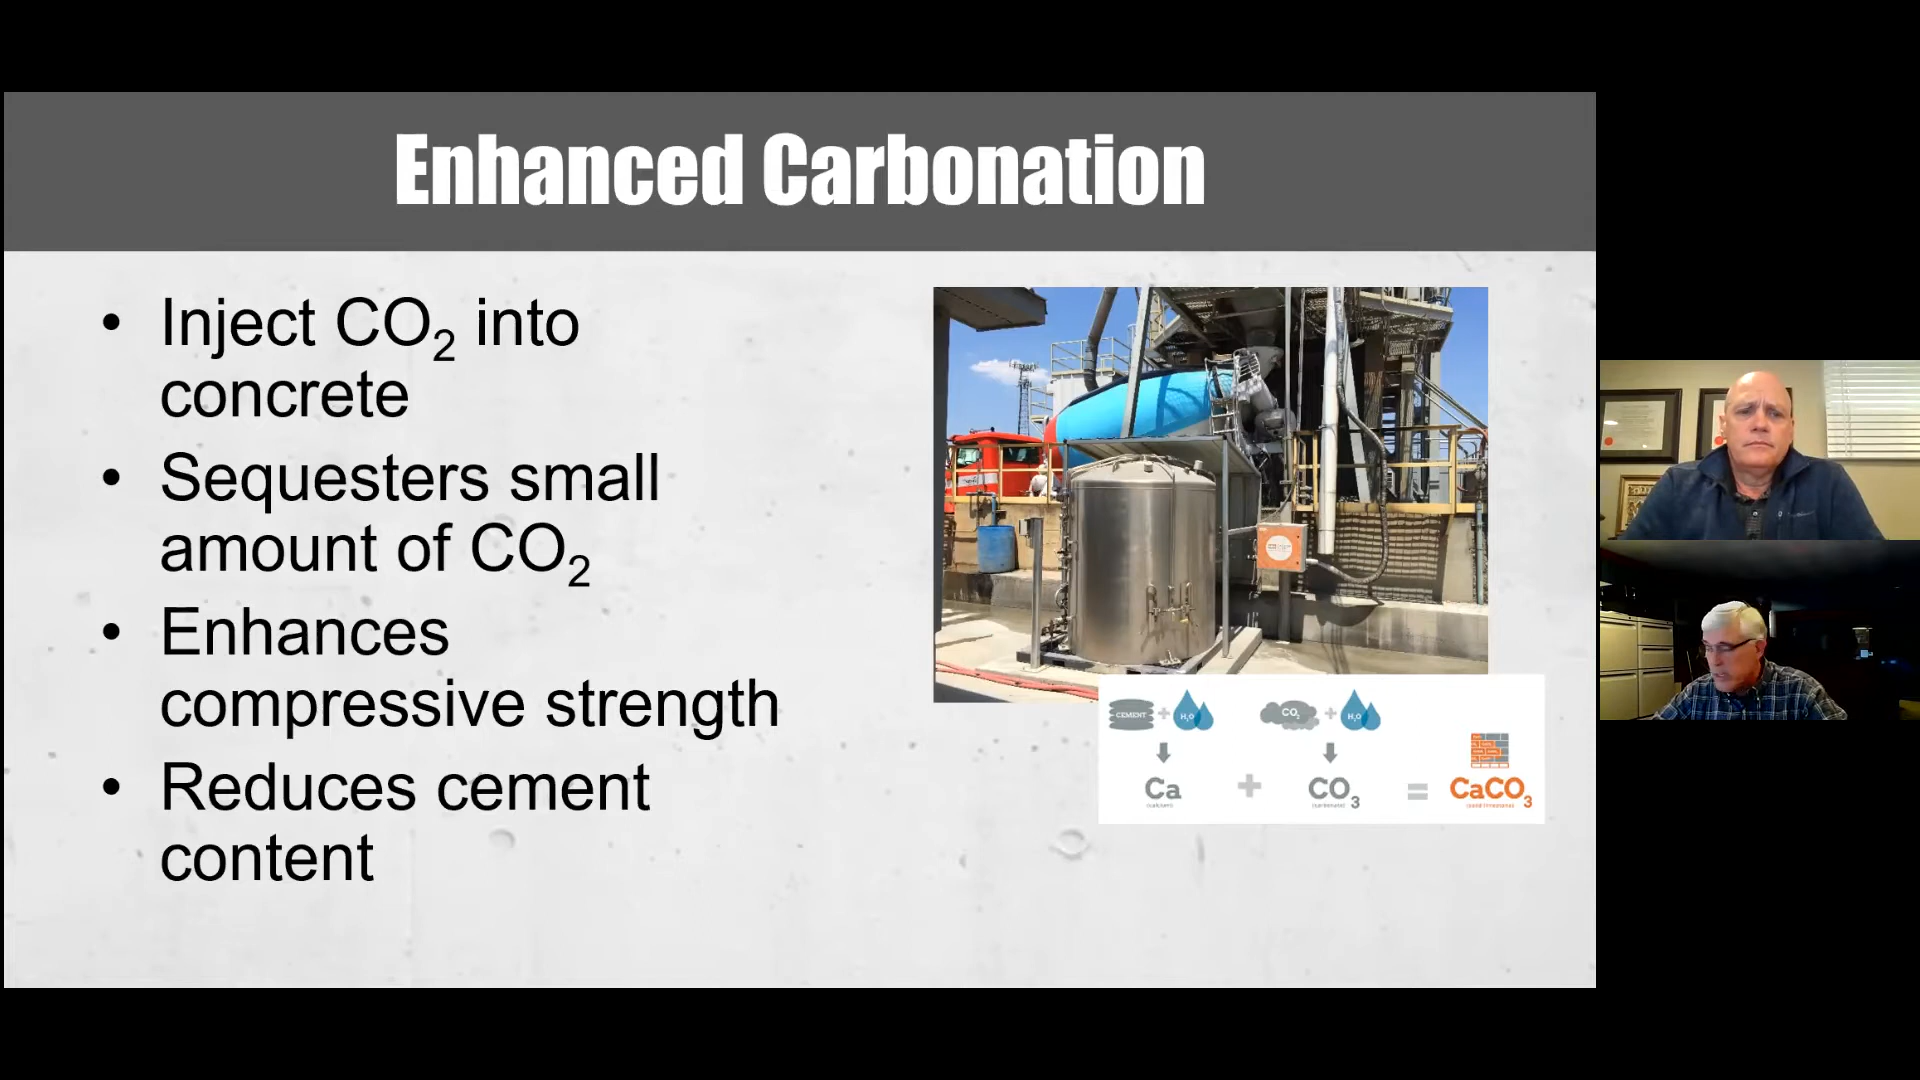 Enhanced Carbonation
• Inject CO₂ into
concrete
• Sequesters small
amount of CO₂
• Enhances
compressive strength
• Reduces cement
content
CEMENT + H₂O
CO₂ + H₂O
Ca + CO₃ = CaCO₃